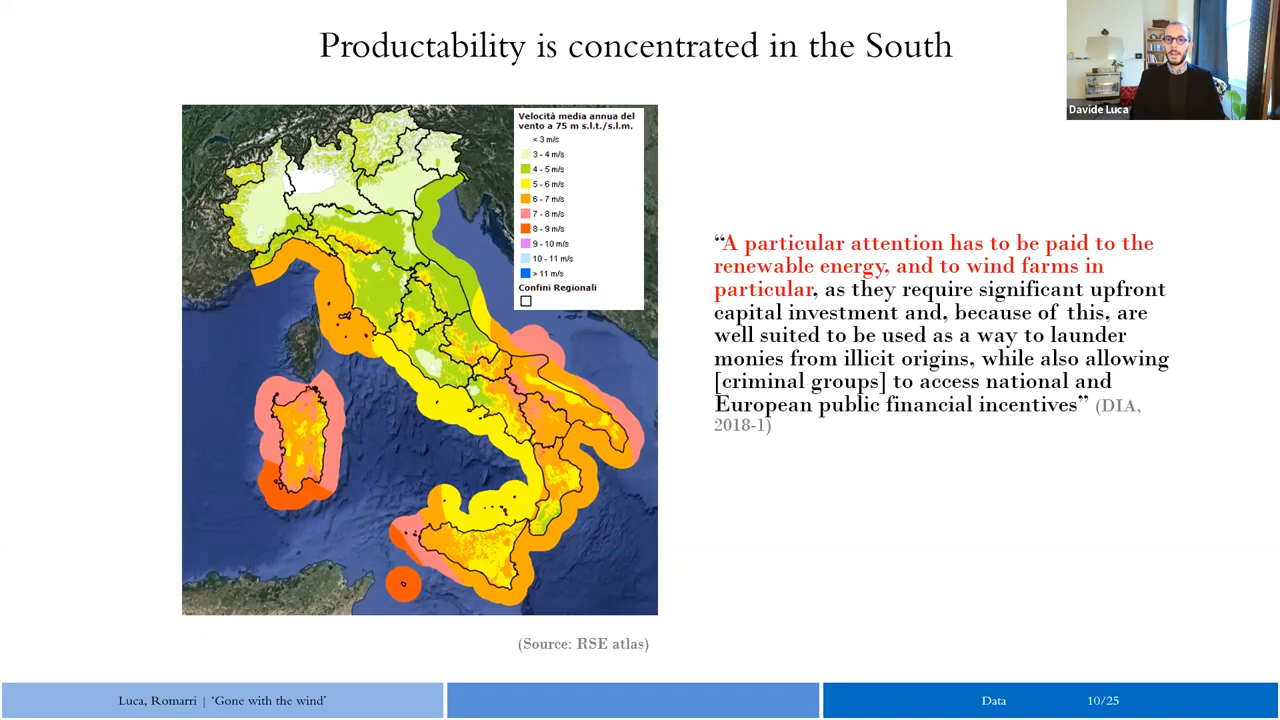 Productability is concentrated in the South
Davide Luca
Velocità media annua del
vento a 75 m s.l.t./s.l.m.
< 3 m/s
3 - 4 m/s
4 - 5 m/s
5 - 6 m/s
6 - 7 m/s
7 - 8 m/s
8 - 9 m/s
9 - 10 m/s
10 - 11 m/s
> 11 m/s
Confini Regionali
“A particular attention has to be paid to the
renewable energy, and to wind farms in
particular, as they require significant upfront
capital investment and, because of this, are
well suited to be used as a way to launder
monies from illicit origins, while also allowing
[criminal groups] to access national and
European public financial incentives” (DIA,
2018-1)
(Source: RSE atlas)
Luca, Romarri | ‘Gone with the wind’
Data 10/25